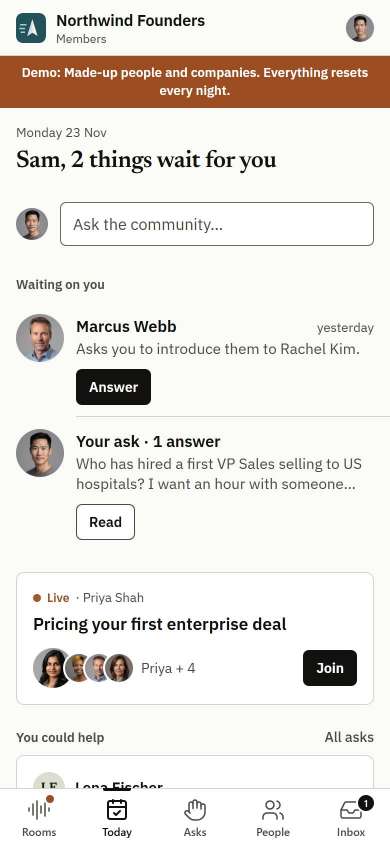 Northwind Founders
Members
Demo: Made-up people and companies. Everything resets
every night.
Monday 23 Nov
Sam, 2 things wait for you
Ask the community...
Waiting on you
Marcus Webb
yesterday
Asks you to introduce them to Rachel Kim.
Answer
Your ask · 1 answer
Who has hired a first VP Sales selling to US
hospitals? I want an hour with someone...
Read
Live · Priya Shah
Pricing your first enterprise deal
Priya + 4
Join
You could help
All asks
LF
Lena Fischer
1
Rooms
Today
Asks
People
Inbox